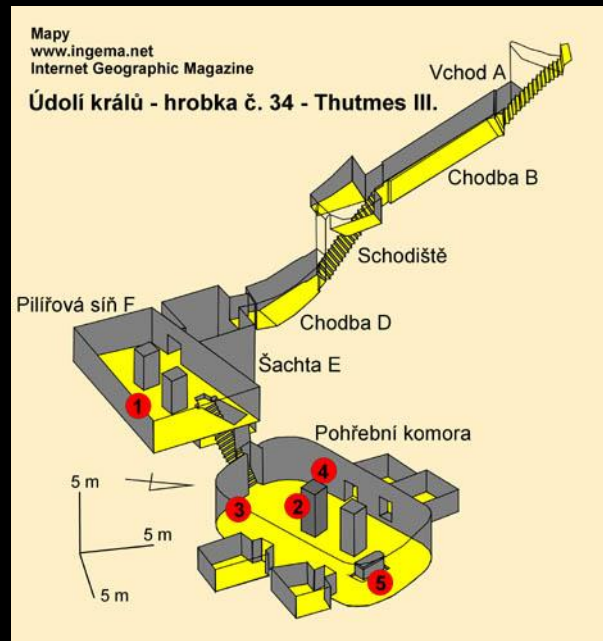 Mapy
www.ingema.net
Internet Geographic Magazine
Údolí králů - hrobka č. 34 - Thutmes III.
Vchod A
Chodba B
Schodiště
Pilířová síň F
Chodba D
Šachta E
1
Pohřební komora
4
5 m
3
2
5 m
5
5 m